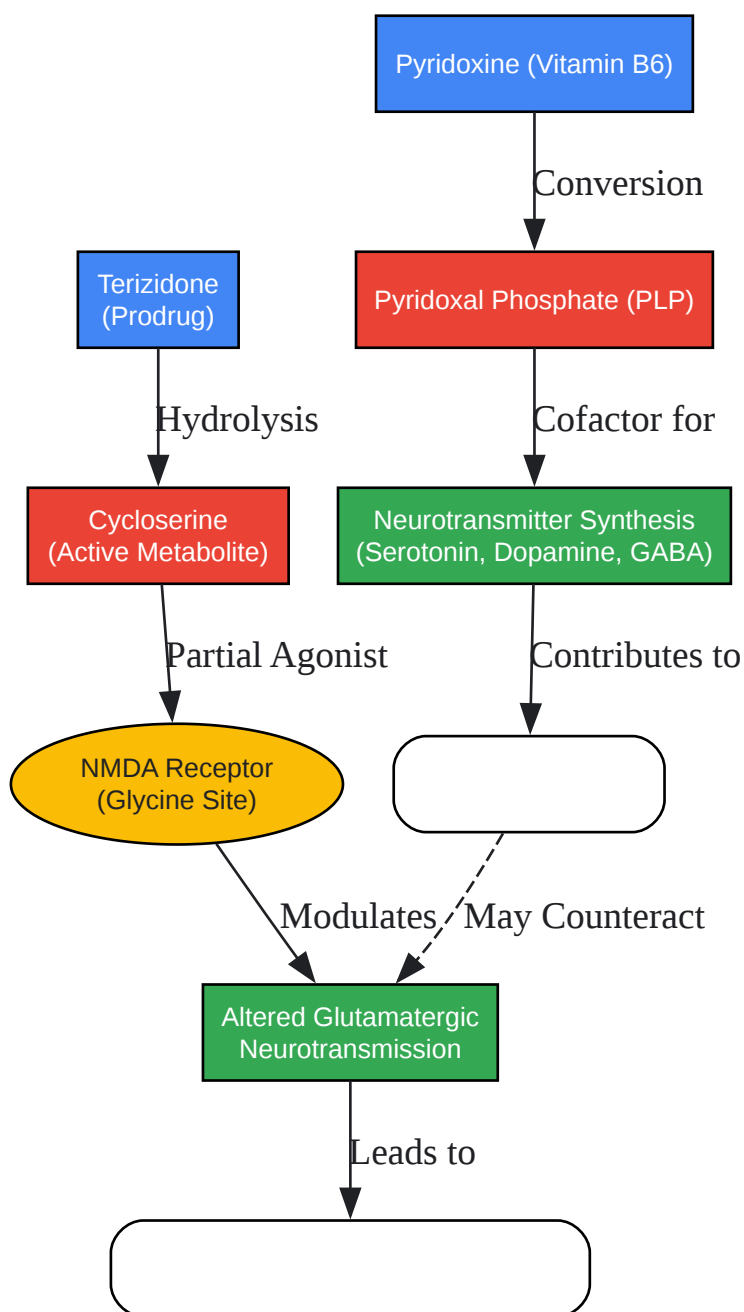 Pyridoxine (Vitamin B6)
Conversion
Terizidone
(Prodrug)
Pyridoxal Phosphate (PLP)
Hydrolysis
Cofactor for
Cycloserine
(Active Metabolite)
Neurotransmitter Synthesis
(Serotonin, Dopamine, GABA)
Partial Agonist
Contributes to
NMDA Receptor
(Glycine Site)
Modulates
May Counteract
Altered Glutamatergic
Neurotransmission
Leads to